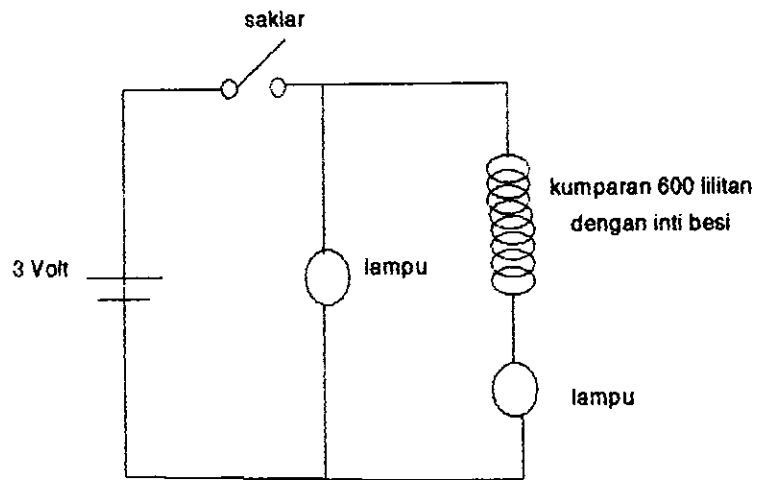 saklar
kumparan 600 lilitan
dengan inti besi
3 Volt
lampu
lampu